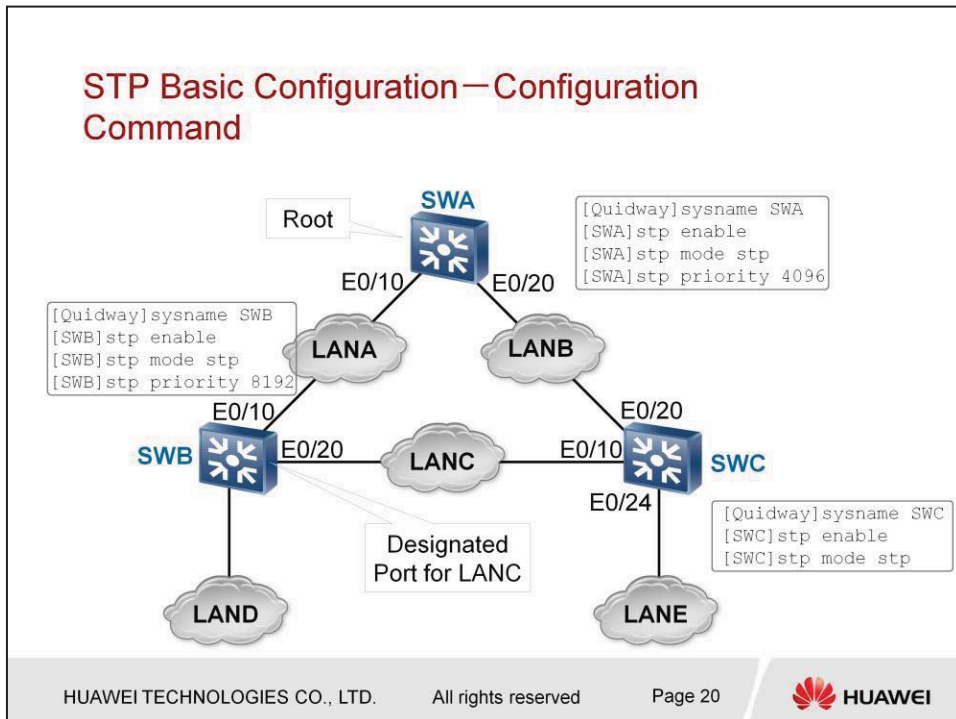 STP Basic Configuration－Configuration
Command
SWA
Root
[Quidway]sysname SWA
[SWA]stp enable
[SWA]stp mode stp
[SWA]stp priority 4096
E0/10
E0/20
[Quidway]sysname SWB
[SWB]stp enable
[SWB]stp mode stp
[SWB]stp priority 8192
LANA
LANB
E0/10
E0/20
SWB
E0/20
LANC
E0/10
SWC
E0/24
[Quidway]sysname SWC
[SWC]stp enable
[SWC]stp mode stp
Designated
Port for LANC
LAND
LANE
HUAWEI TECHNOLOGIES CO., LTD.
All rights reserved
Page 20
HUAWEI